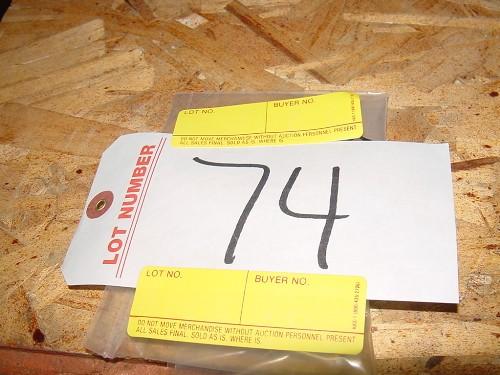 LOT NO. BUYER NO.
DO NOT MOVE MERCHANDISE WITHOUT AUCTION PERSONNEL PRESENT
ALL SALES FINAL. SOLD AS IS. WHERE IS.
LOT NUMBER
74
LOT NO. BUYER NO.
DO NOT MOVE MERCHANDISE WITHOUT AUCTION PERSONNEL PRESENT
ALL SALES FINAL. SOLD AS IS. WHERE IS.